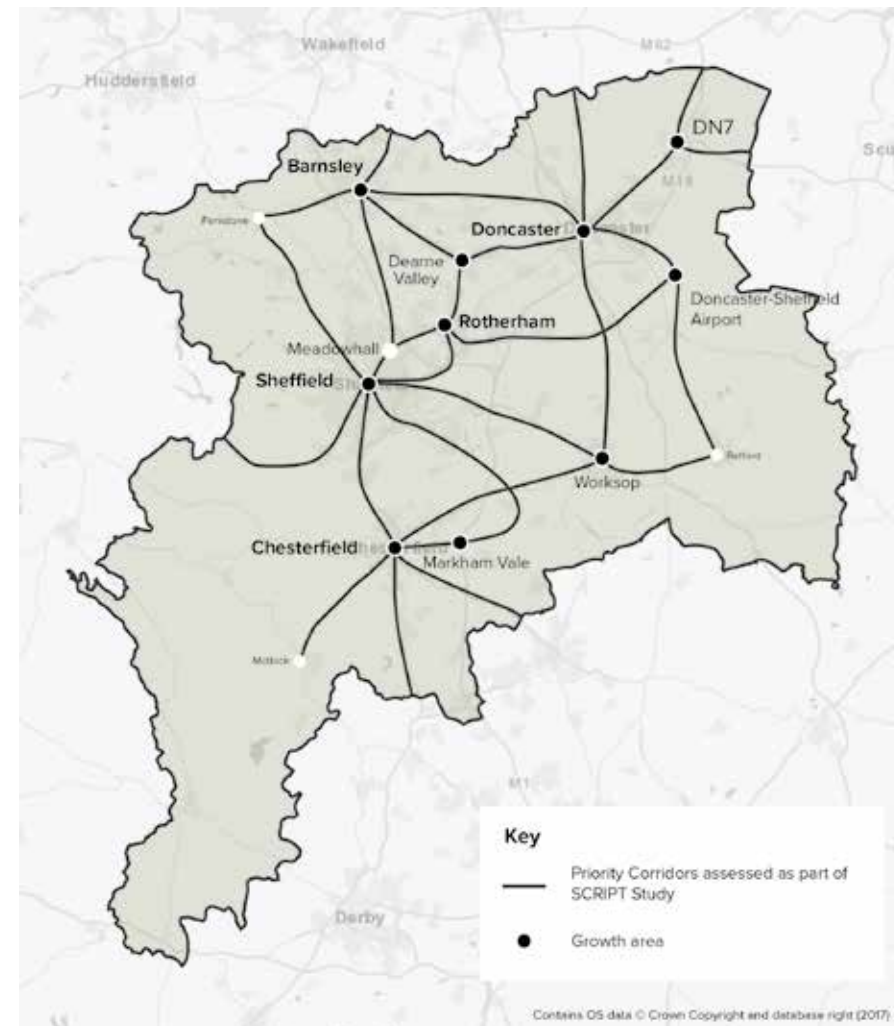 Wakefield
M62
Huddersfield
DN7
Scu
Barnsley
M18
Penistone
Doncaster
Dearne
Valley
Doncaster-Sheffield
Airport
Rotherham
Meadowhall
Sheffield
Retford
Worksop
Chesterfield
Markham Vale
Matlock
M1
Derby
Key
Priority Corridors assessed as part of
SCRIPT Study
Growth area
Contains OS data © Crown Copyright and database right (2017)